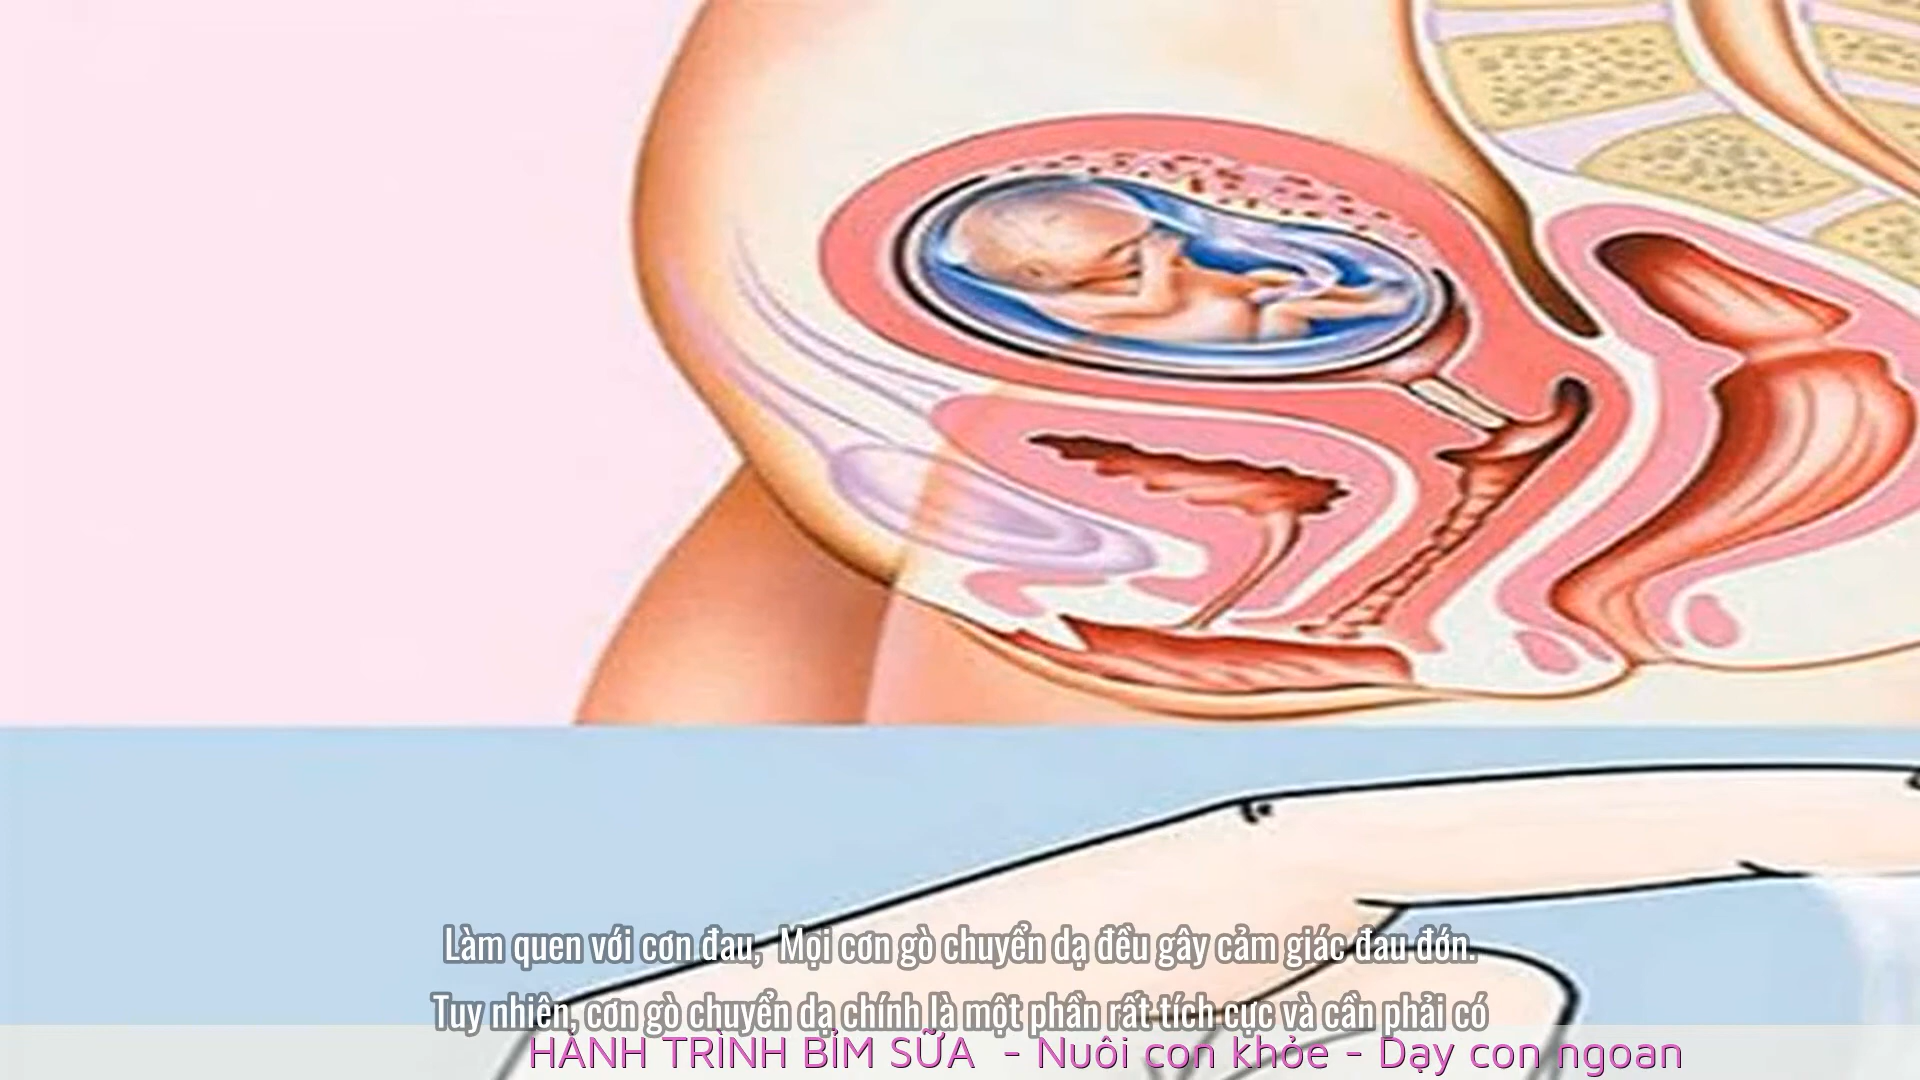 Làm quen với cơn đau,  Mọi cơn gò chuyển dạ đều gây cảm giác đau đớn.
Tuy nhiên, cơn gò chuyển dạ chính là một phần rất tích cực và cần phải có
HÀNH TRÌNH BỈM SỮA  - Nuôi con khỏe - Dạy con ngoan